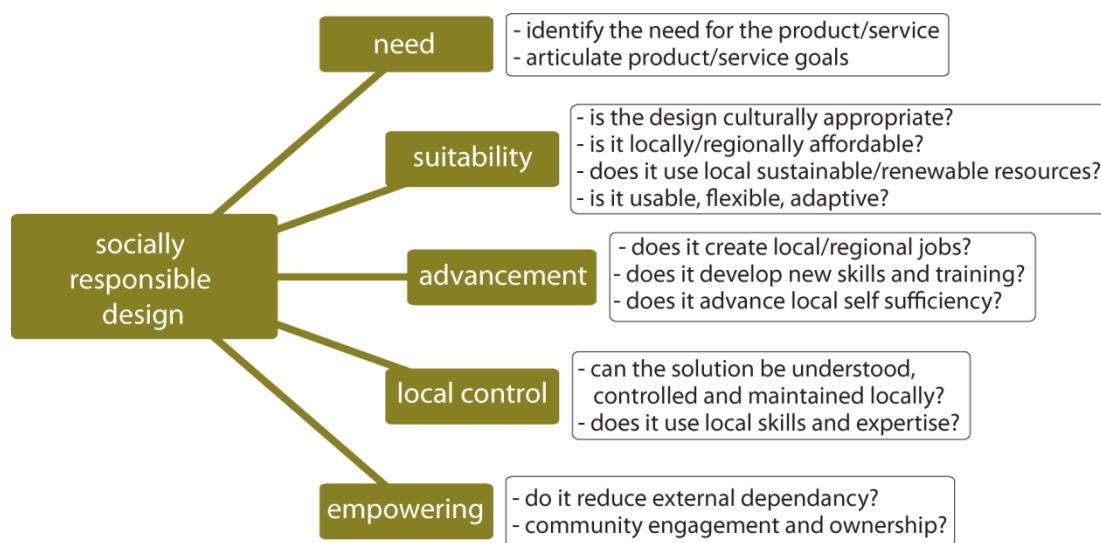 need
- identify the need for the product/service
- articulate product/service goals
suitability
- is the design culturally appropriate?
- is it locally/regionally affordable?
- does it use local sustainable/renewable resources?
- is it usable, flexible, adaptive?
socially
responsible
design
advancement
- does it create local/regional jobs?
- does it develop new skills and training?
- does it advance local self sufficiency?
local control
- can the solution be understood,
controlled and maintained locally?
- does it use local skills and expertise?
empowering
- do it reduce external dependancy?
- community engagement and ownership?